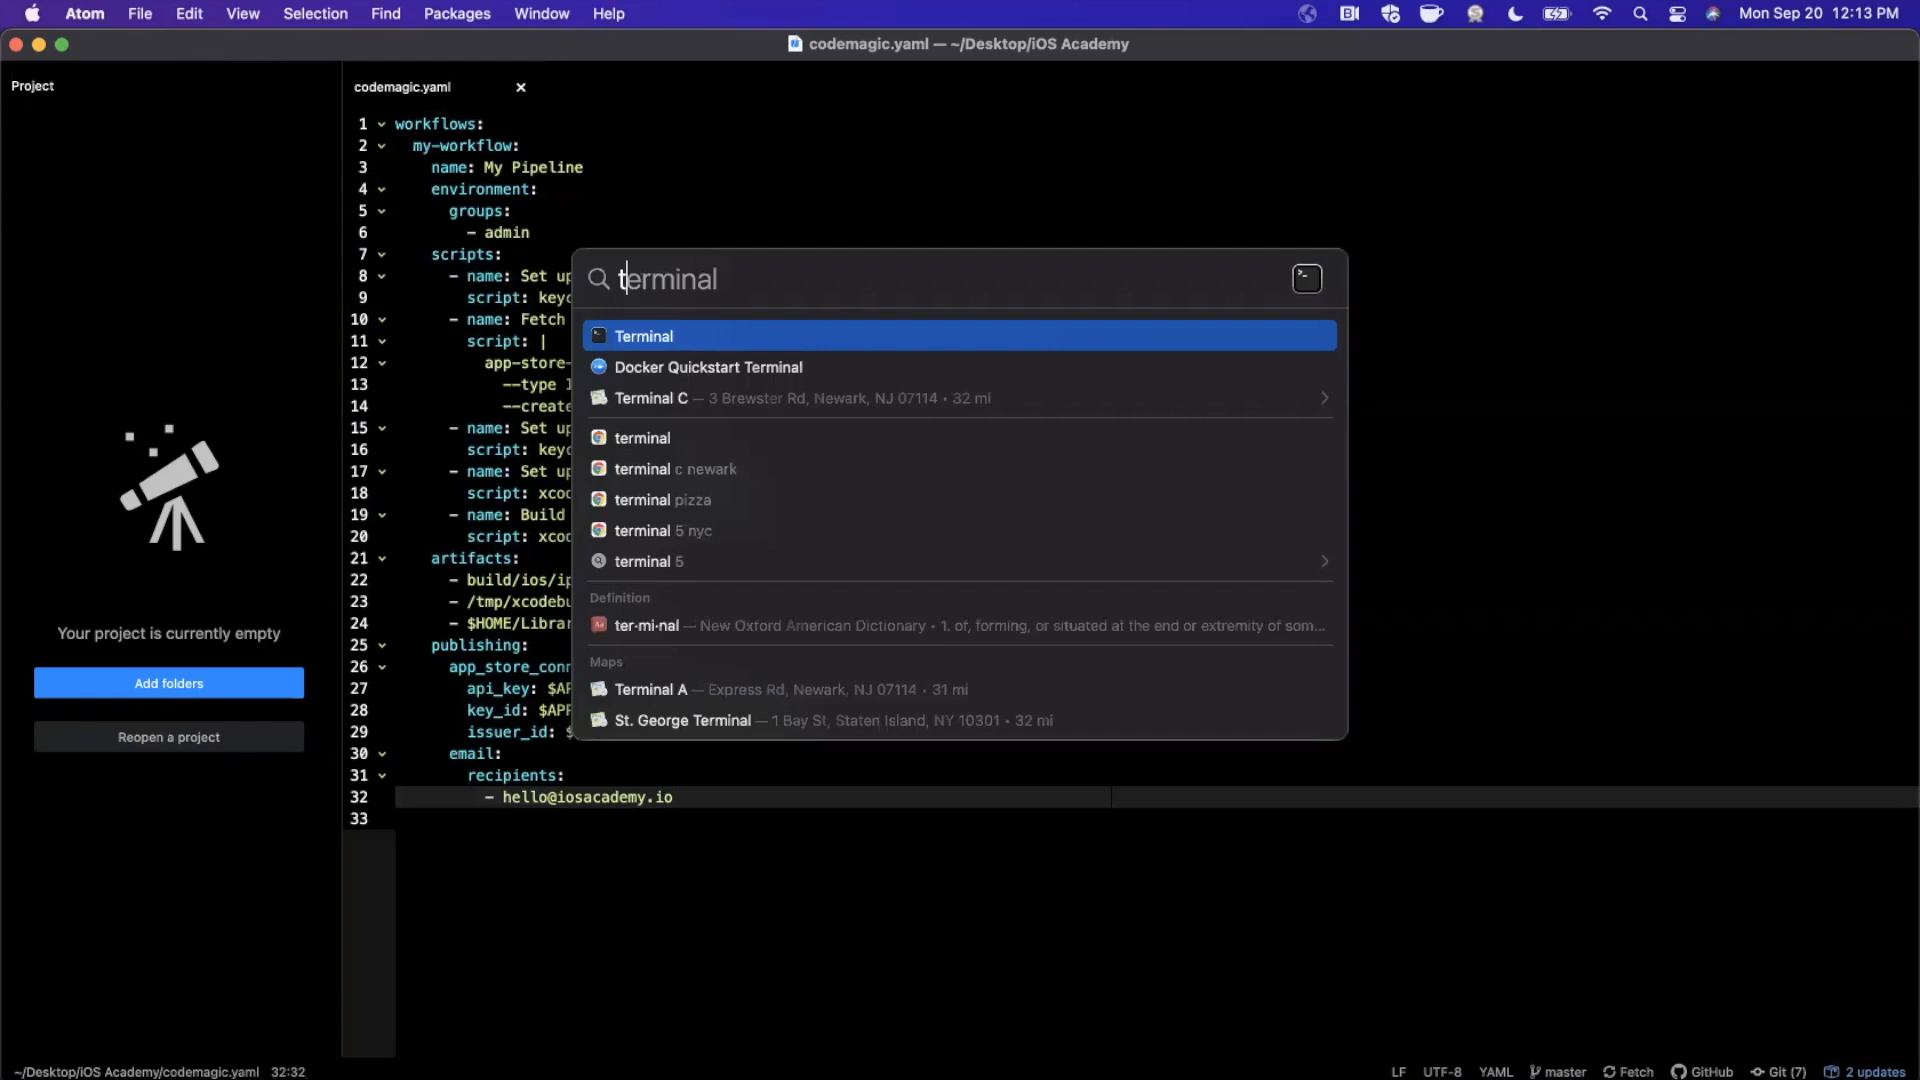 Atom File Edit View Selection Find Packages Window Help Mon Sep 20 12:13 PM
codemagic.yaml — ~/Desktop/iOS Academy
Project
codemagic.yaml
1 workflows:
2 my-workflow:
3 name: My Pipeline
4 environment:
5 groups:
6 - admin
7 scripts:
8 - name: Set up
9 script: keyc
10 - name: Fetch
11 script: |
12 app-store-
13 --type I
14 --create
15 - name: Set up
16 script: keyc
17 - name: Set up
18 script: xcod
19 - name: Build
20 script: xcod
21 artifacts:
22 - build/ios/ip
23 - /tmp/xcodebu
24 - $HOME/Librar
25 publishing:
26 app_store_conn
27 api_key: $AP
28 key_id: $APP
29 issuer_id: $
30 email:
31 recipients:
32 - hello@iosacademy.io
33
terminal
Terminal
Docker Quickstart Terminal
Terminal C — 3 Brewster Rd, Newark, NJ 07114 • 32 mi
terminal
terminal c newark
terminal pizza
terminal 5 nyc
terminal 5
Definition
ter·mi·nal — New Oxford American Dictionary • 1. of, forming, or situated at the end or extremity of som...
Maps
Terminal A — Express Rd, Newark, NJ 07114 • 31 mi
St. George Terminal — 1 Bay St, Staten Island, NY 10301 • 32 mi
Your project is currently empty
Add folders
Reopen a project
~/Desktop/iOS Academy/codemagic.yaml 32:32 LF UTF-8 YAML master Fetch GitHub Git (7) 2 updates